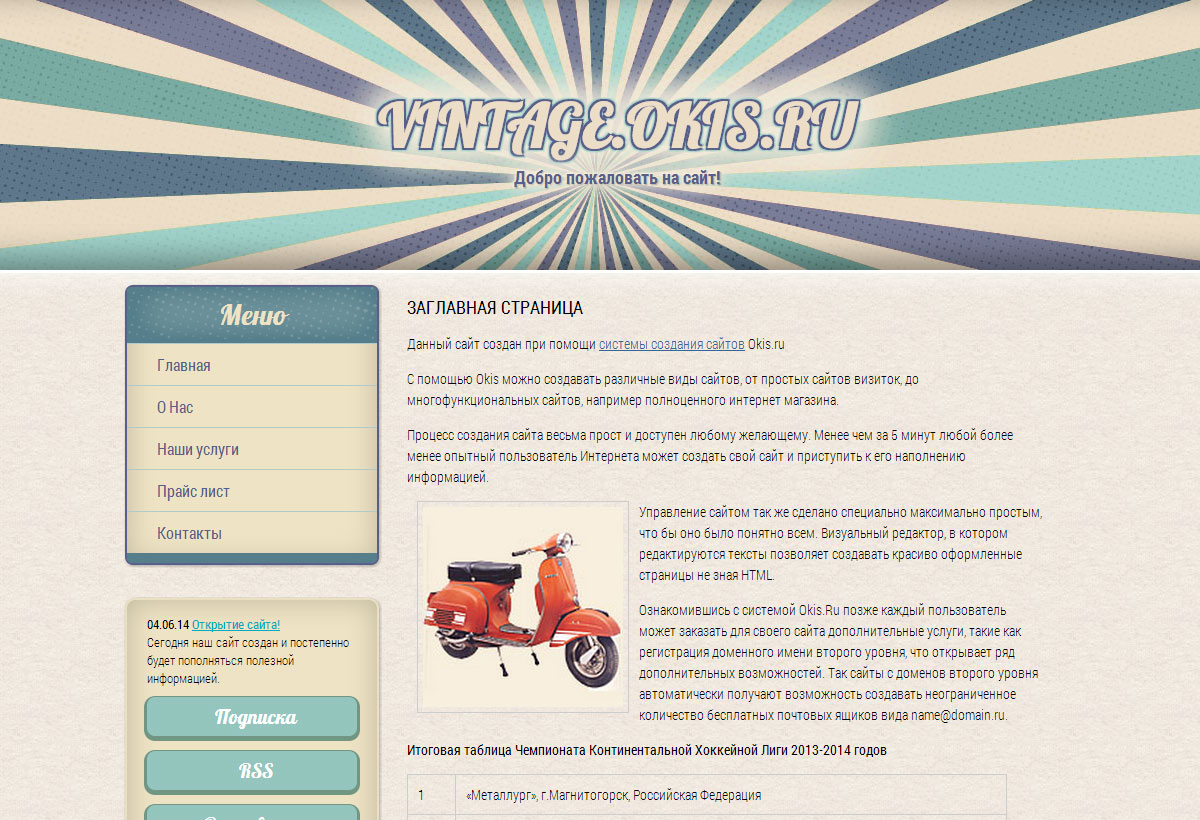 VINTAGE.OKIS.RU
Добро пожаловать на сайт!
Меню
Главная
О Нас
Наши услуги
Прайс лист
Контакты
04.06.14 Открытие сайта!
Сегодня наш сайт создан и постепенно
будет пополняться полезной
информацией.
Подписка
RSS
ЗАГЛАВНАЯ СТРАНИЦА
Данный сайт создан при помощи системы создания сайтов Okis.ru
С помощью Okis можно создавать различные виды сайтов, от простых сайтов визиток, до
многофункциональных сайтов, например полноценного интернет магазина.
Процесс создания сайта весьма прост и доступен любому желающему. Менее чем за 5 минут любой более
менее опытный пользователь Интернета может создать свой сайт и приступить к его наполнению
информацией.
Управление сайтом так же сделано специально максимально простым,
что бы оно было понятно всем. Визуальный редактор, в котором
редактируются тексты позволяет создавать красиво оформленные
страницы не зная HTML.
Ознакомившись с системой Okis.Ru позже каждый пользователь
может заказать для своего сайта дополнительные услуги, такие как
регистрация доменного имени второго уровня, что открывает ряд
дополнительных возможностей. Так сайты с доменов второго уровня
автоматически получают возможность создавать неограниченное
количество бесплатных почтовых ящиков вида name@domain.ru.
Итоговая таблица Чемпионата Континентальной Хоккейной Лиги 2013-2014 годов
1 «Металлург», г.Магнитогорск, Российская Федерация